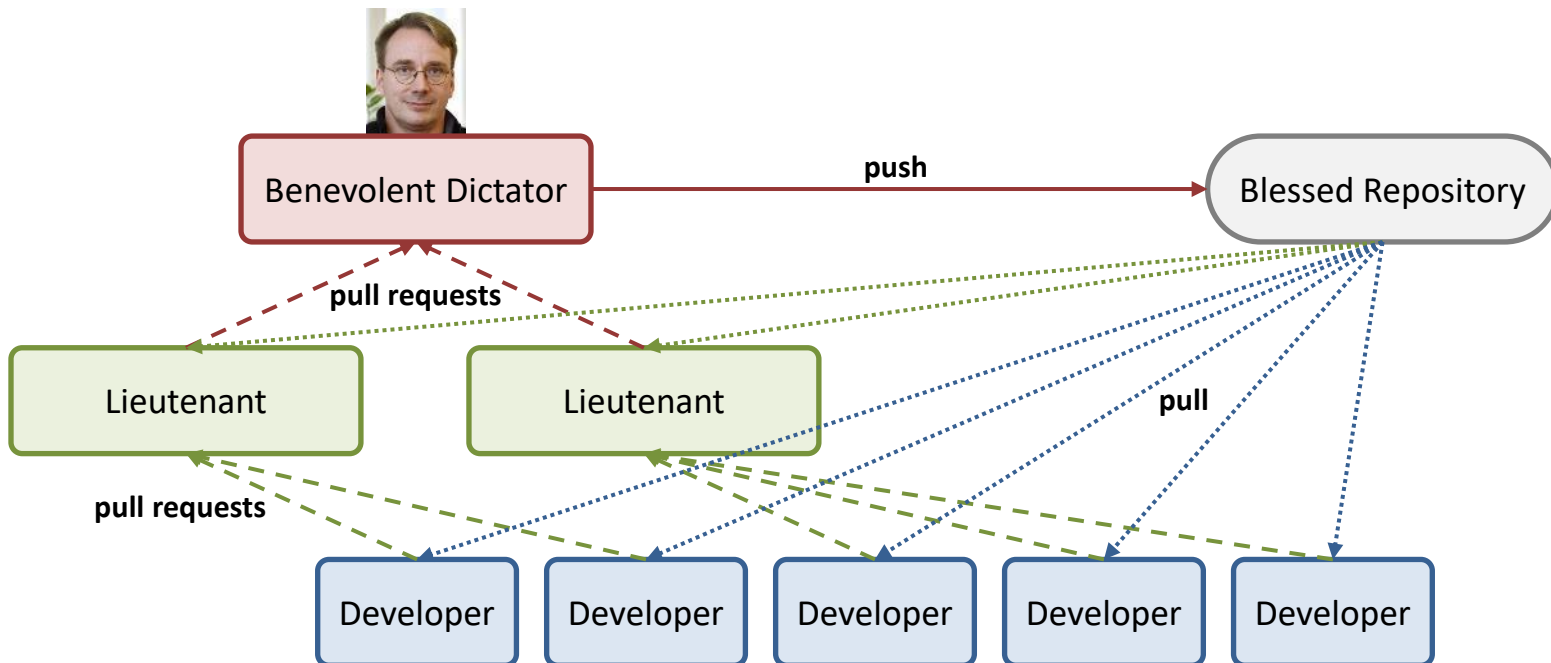 push
Benevolent Dictator
Blessed Repository
pull requests
Lieutenant
Lieutenant
pull
pull requests
Developer
Developer
Developer
Developer
Developer